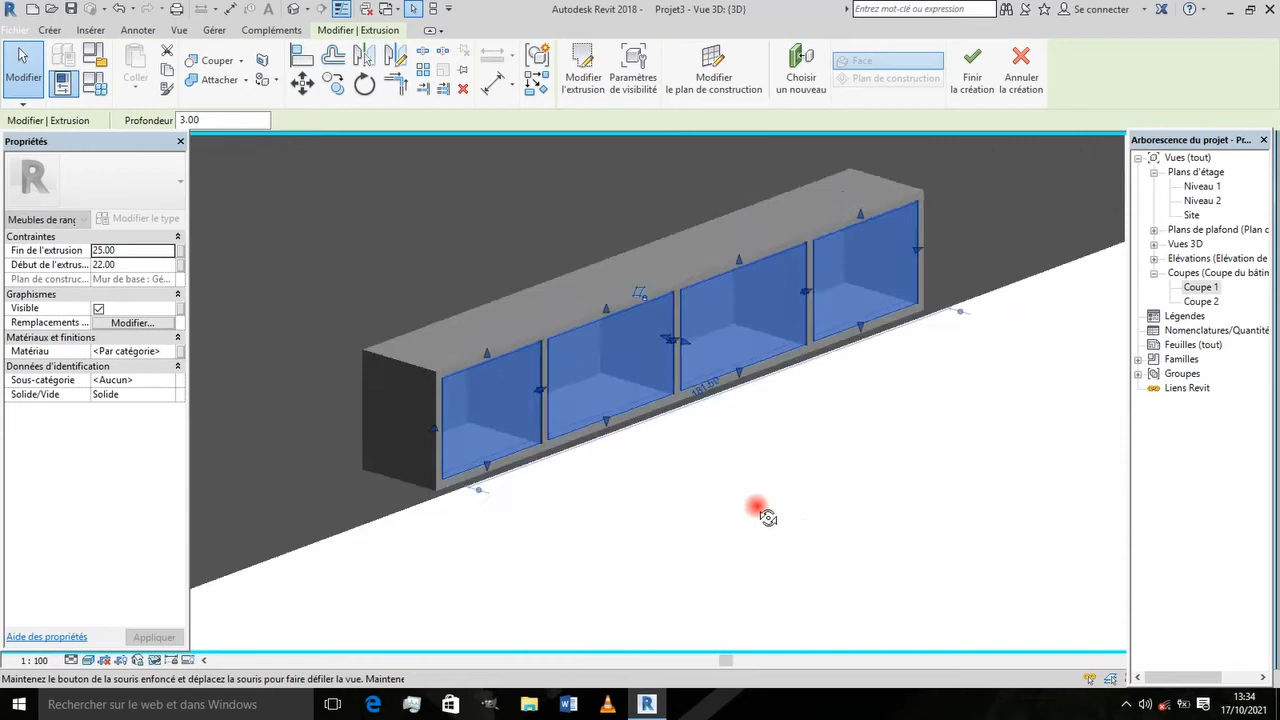 Autodesk Revit 2018 - Projet3 - Vue 3D: {3D}
Entrez mot-clé ou expression
Se connecter
Fichier Créer Insérer Annoter Vue Gérer Compléments Modifier | Extrusion
Modifier
Coller
Couper
Attacher
Modifier
l'extrusion
Paramètres
de visibilité
Modifier
le plan de construction
Choisir
un nouveau
Face
Plan de construction
Finir
la création
Annuler
la création
Modifier | Extrusion
Profondeur 3.00
Propriétés
R
Meubles de rang
Modifier le type
Contraintes
Fin de l'extrusion 25.00
Début de l'extrus... 22.00
Plan de construc... Mur de base : Gé...
Graphismes
Visible
Remplacements ... Modifier...
Matériaux et finitions
Matériau <Par catégorie>
Données d'identification
Sous-catégorie <Aucun>
Solide/Vide Solide
Aide des propriétés
Appliquer
Arborescence du projet - Pr...
Vues (tout)
Plans d'étage
Niveau 1
Niveau 2
Site
Plans de plafond (Plan c
Vues 3D
Elévations (Elévation de
Coupes (Coupe du bâtin
Coupe 1
Coupe 2
Légendes
Nomenclatures/Quantité
Feuilles (tout)
Familles
Groupes
Liens Revit
1 : 100
Maintenez le bouton de la souris enfoncé et déplacez la souris pour faire défiler la vue. Maintene
Rechercher sur le web et dans Windows
13:34
17/10/2021